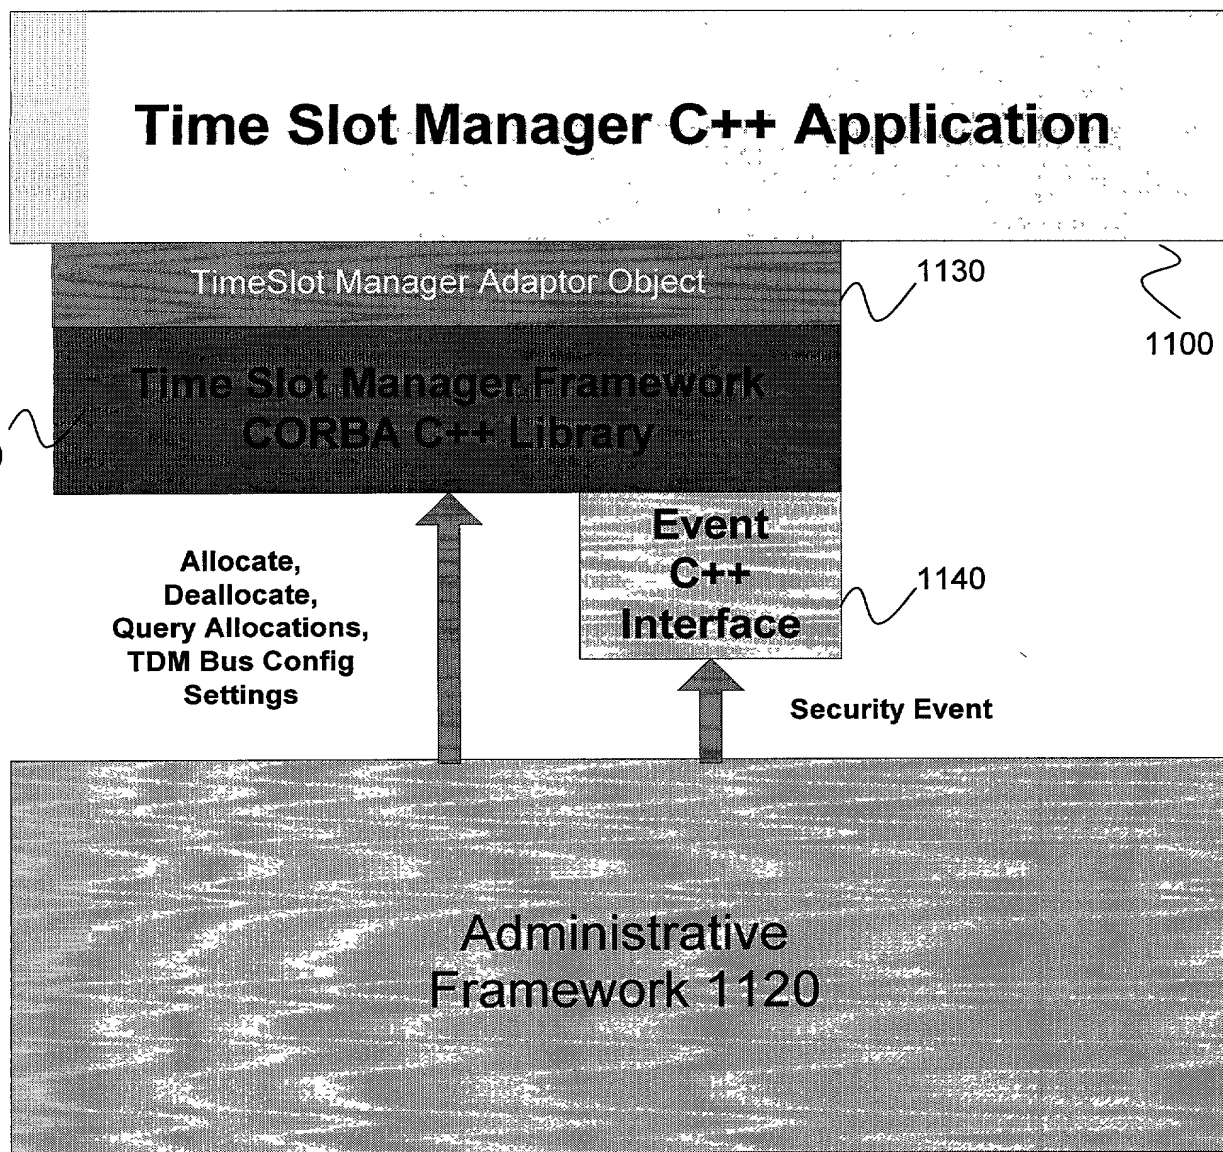 Time Slot Manager C++ Application
TimeSlot Manager Adaptor Object
1130
1100
Time Slot Manager Framework
CORBA C++ Library
Event
C++
Interface
1140
Allocate,
Deallocate,
Query Allocations,
TDM Bus Config
Settings
Security Event
Administrative
Framework 1120